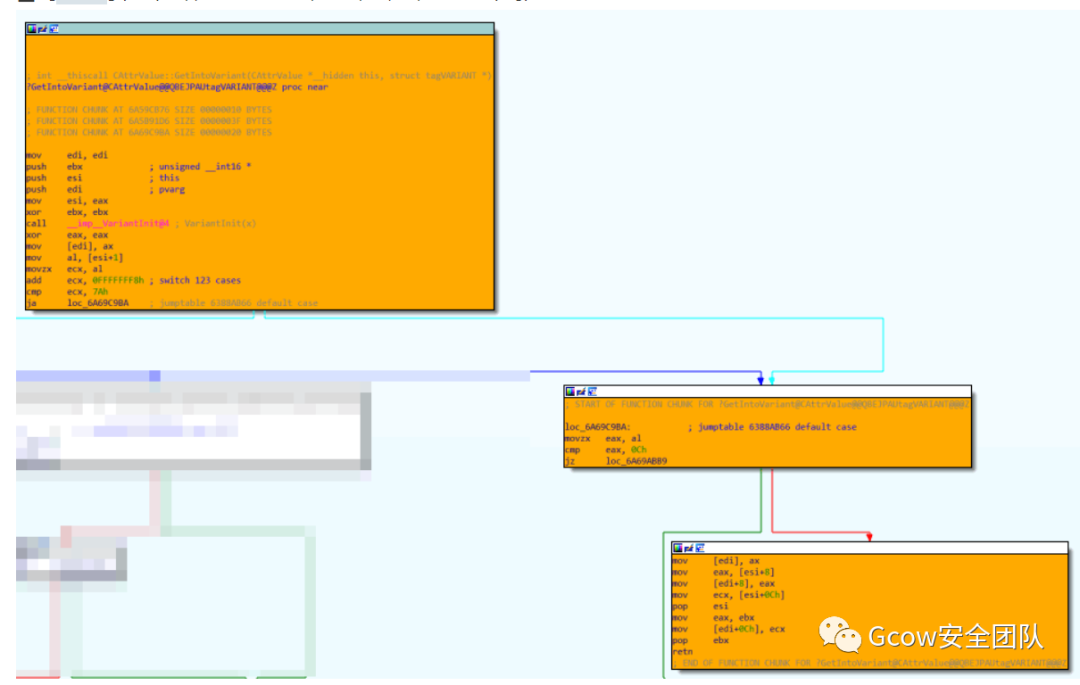 ; int __thiscall CAttrValue::GetIntoVariant(CAttrValue *__hidden this, struct tagVARIANT *)
?GetIntoVariant@CAttrValue@@QBEJPAUtagVARIANT@@@Z proc near
; FUNCTION CHUNK AT 6A59CB76 SIZE 00000010 BYTES
; FUNCTION CHUNK AT 6A5B91D6 SIZE 0000003F BYTES
; FUNCTION CHUNK AT 6A69C9BA SIZE 00000020 BYTES
mov edi, edi
push ebx ; unsigned __int16 *
push esi ; this
push edi ; pvarg
mov esi, eax
xor ebx, ebx
call __imp__VariantInit@4 ; VariantInit(x)
xor eax, eax
mov [edi], ax
mov al, [esi+1]
movzx ecx, al
add ecx, 0FFFFFFF8h ; switch 123 cases
cmp ecx, 7Ah
ja loc_6A69C9BA ; jumptable 6388AB66 default case
; START OF FUNCTION CHUNK FOR ?GetIntoVariant@CAttrValue@@QBEJPAUtagVARIANT@@@Z
loc_6A69C9BA: ; jumptable 6388AB66 default case
movzx eax, al
cmp eax, 0Ch
jz loc_6A69ABB9
mov [edi], ax
mov eax, [esi+8]
mov [edi+8], eax
mov ecx, [esi+0Ch]
pop esi
mov eax, ebx
mov [edi+0Ch], ecx
pop ebx
retn
; END OF FUNCTION CHUNK FOR ?GetIntoVariant@CAttrValue@@QBEJPAUtagVARIANT@@@Z
Gcow安全团队